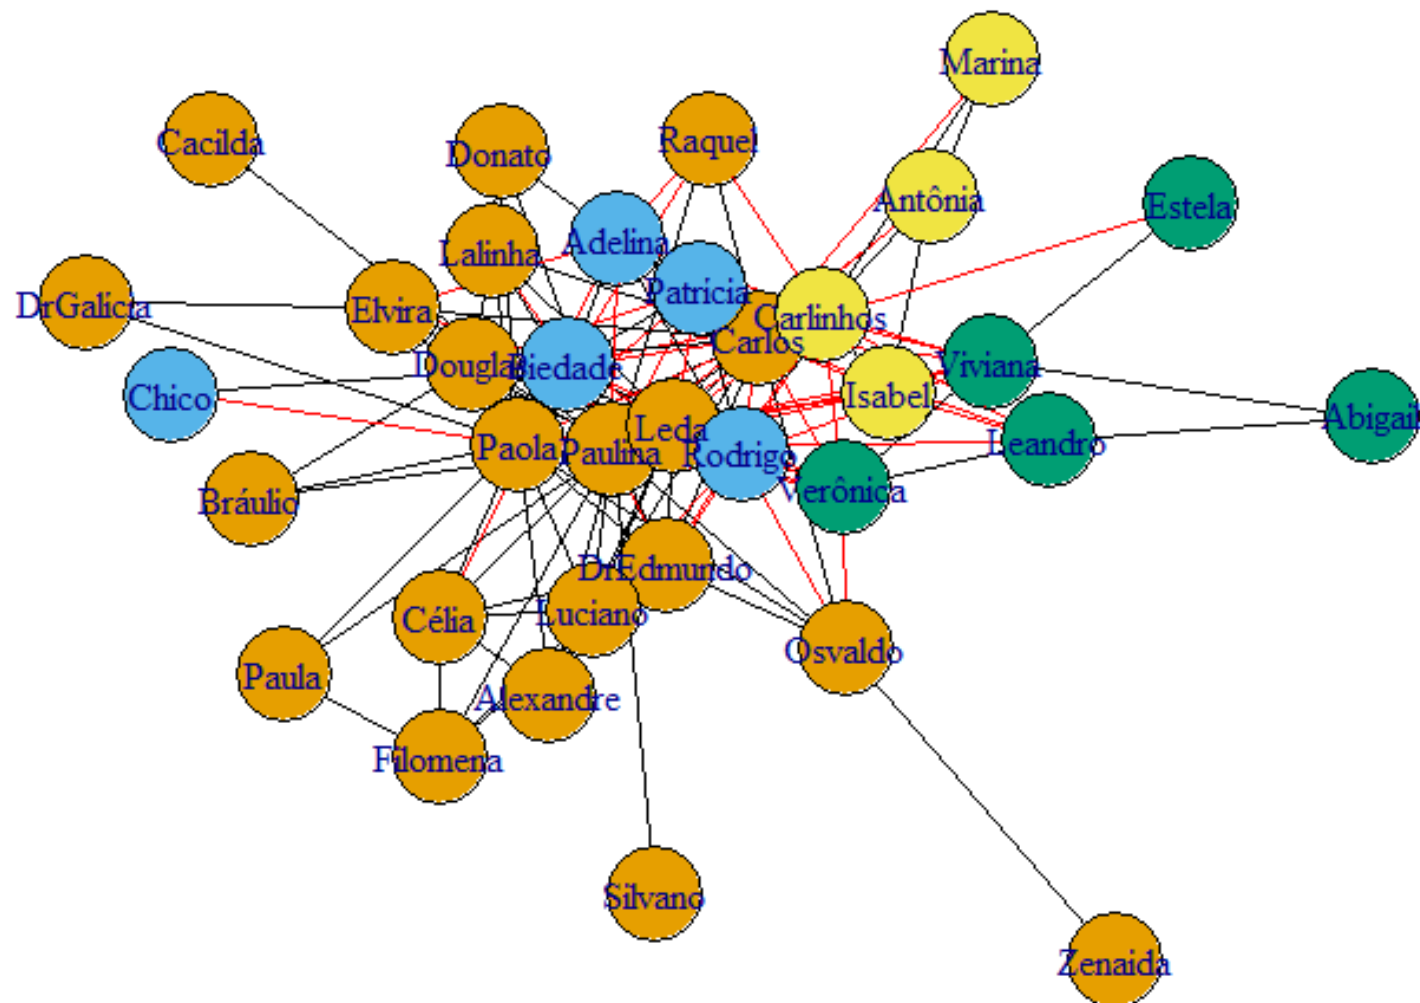 Marina
Cacilda
Donato
Raquel
Antônia
Estela
Lalinha
Adelina
Patrícia
DrGalicia
Elvira
Carlinhos
Carlos
Douglas
Piedade
Viviana
Chico
Isabel
Abigail
Leda
Leandro
Paola
Paulina
Rodrigo
Verônica
Bráulio
DrEdmundo
Célia
Luciano
Osvaldo
Paula
Alexandre
Filomena
Silvano
Zenaida